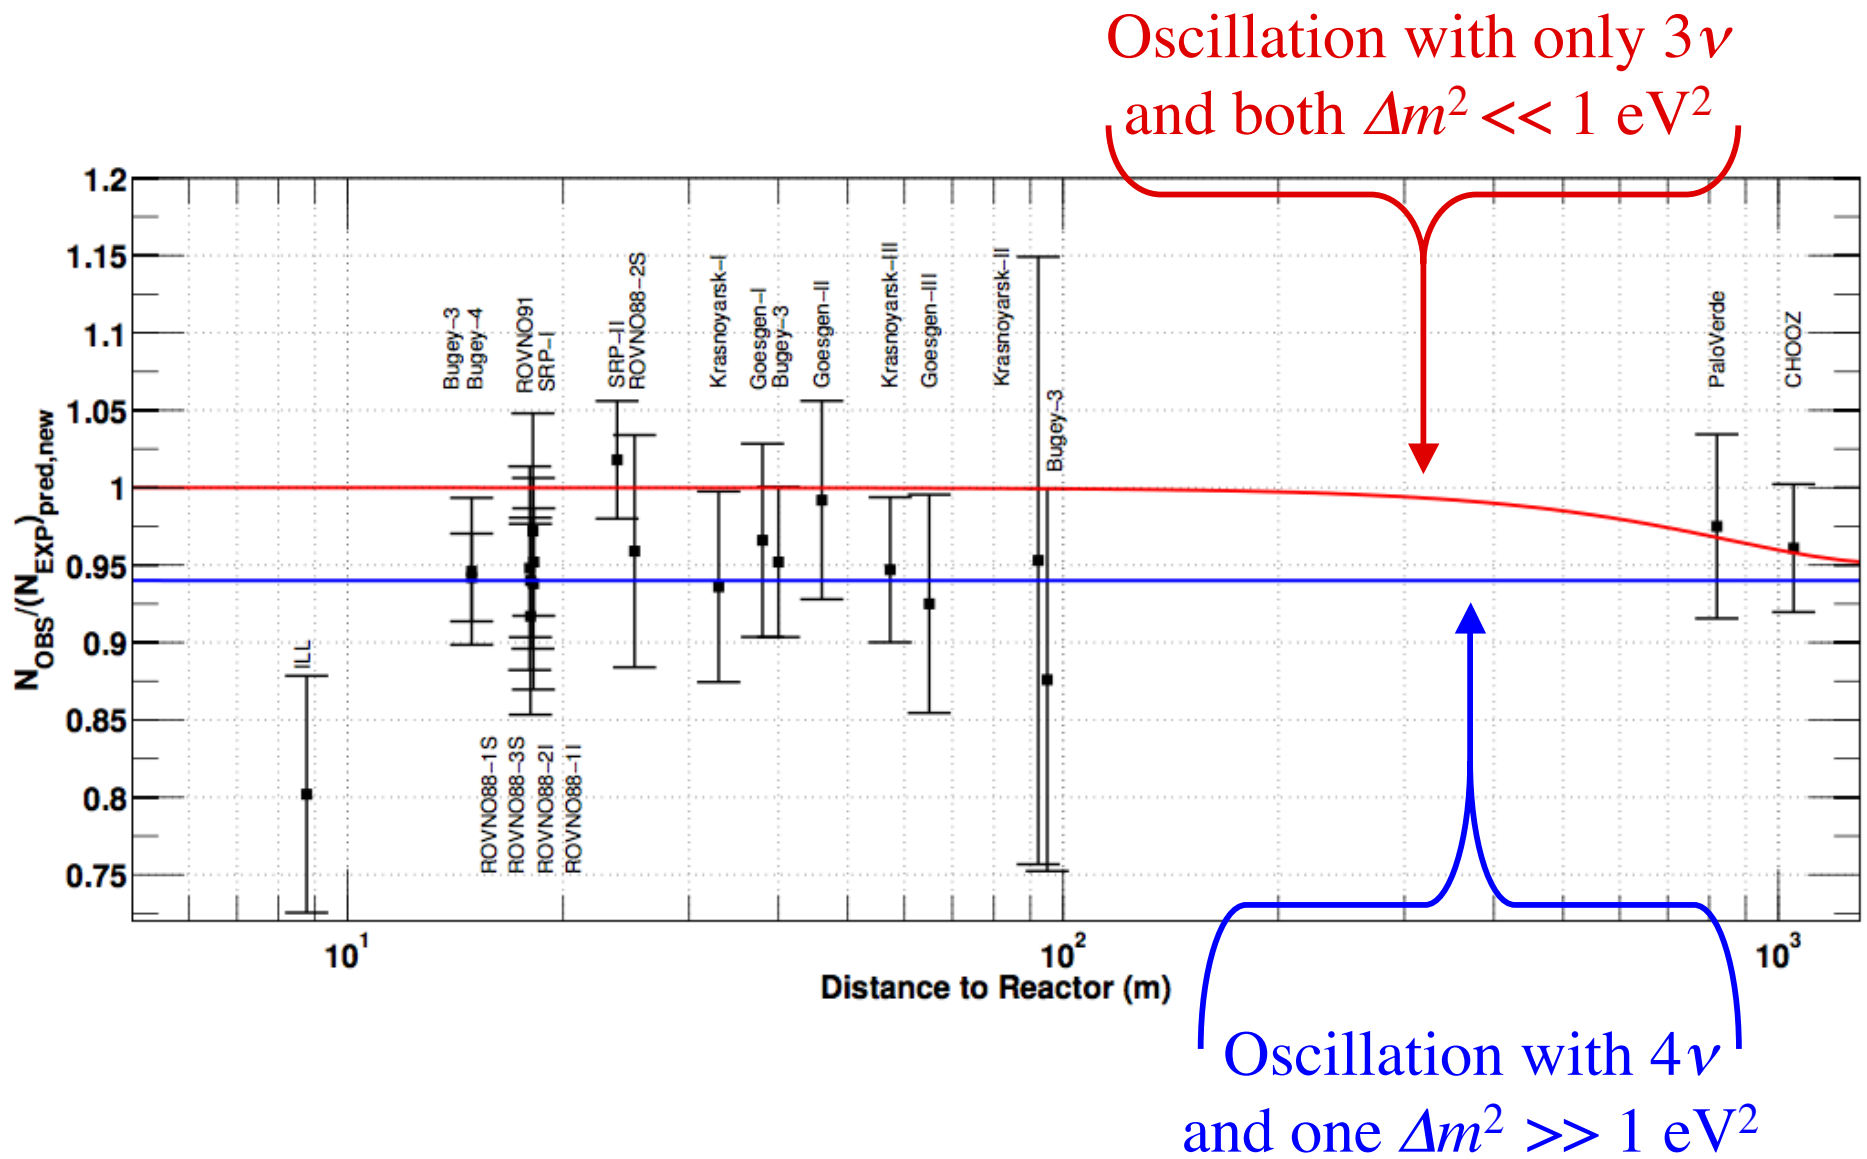 Oscillation with only 3ν
and both Δm² << 1 eV²
1.2
1.15
1.1
1.05
1
0.95
0.9
0.85
0.8
0.75
N_OBS/(N_EXP)_pred,new
ILL
Bugey−3
Bugey−4
ROVNO91
SRP−I
SRP−II
ROVNO88−2S
Krasnoyarsk−I
Goesgen−I
Bugey−3
Goesgen−II
Krasnoyarsk−III
Goesgen−III
Krasnoyarsk−II
Bugey−3
PaloVerde
CHOOZ
ROVNO88−1S
ROVNO88−3S
ROVNO88−2I
ROVNO88−1I
10¹
10²
10³
Distance to Reactor (m)
Oscillation with 4ν
and one Δm² >> 1 eV²